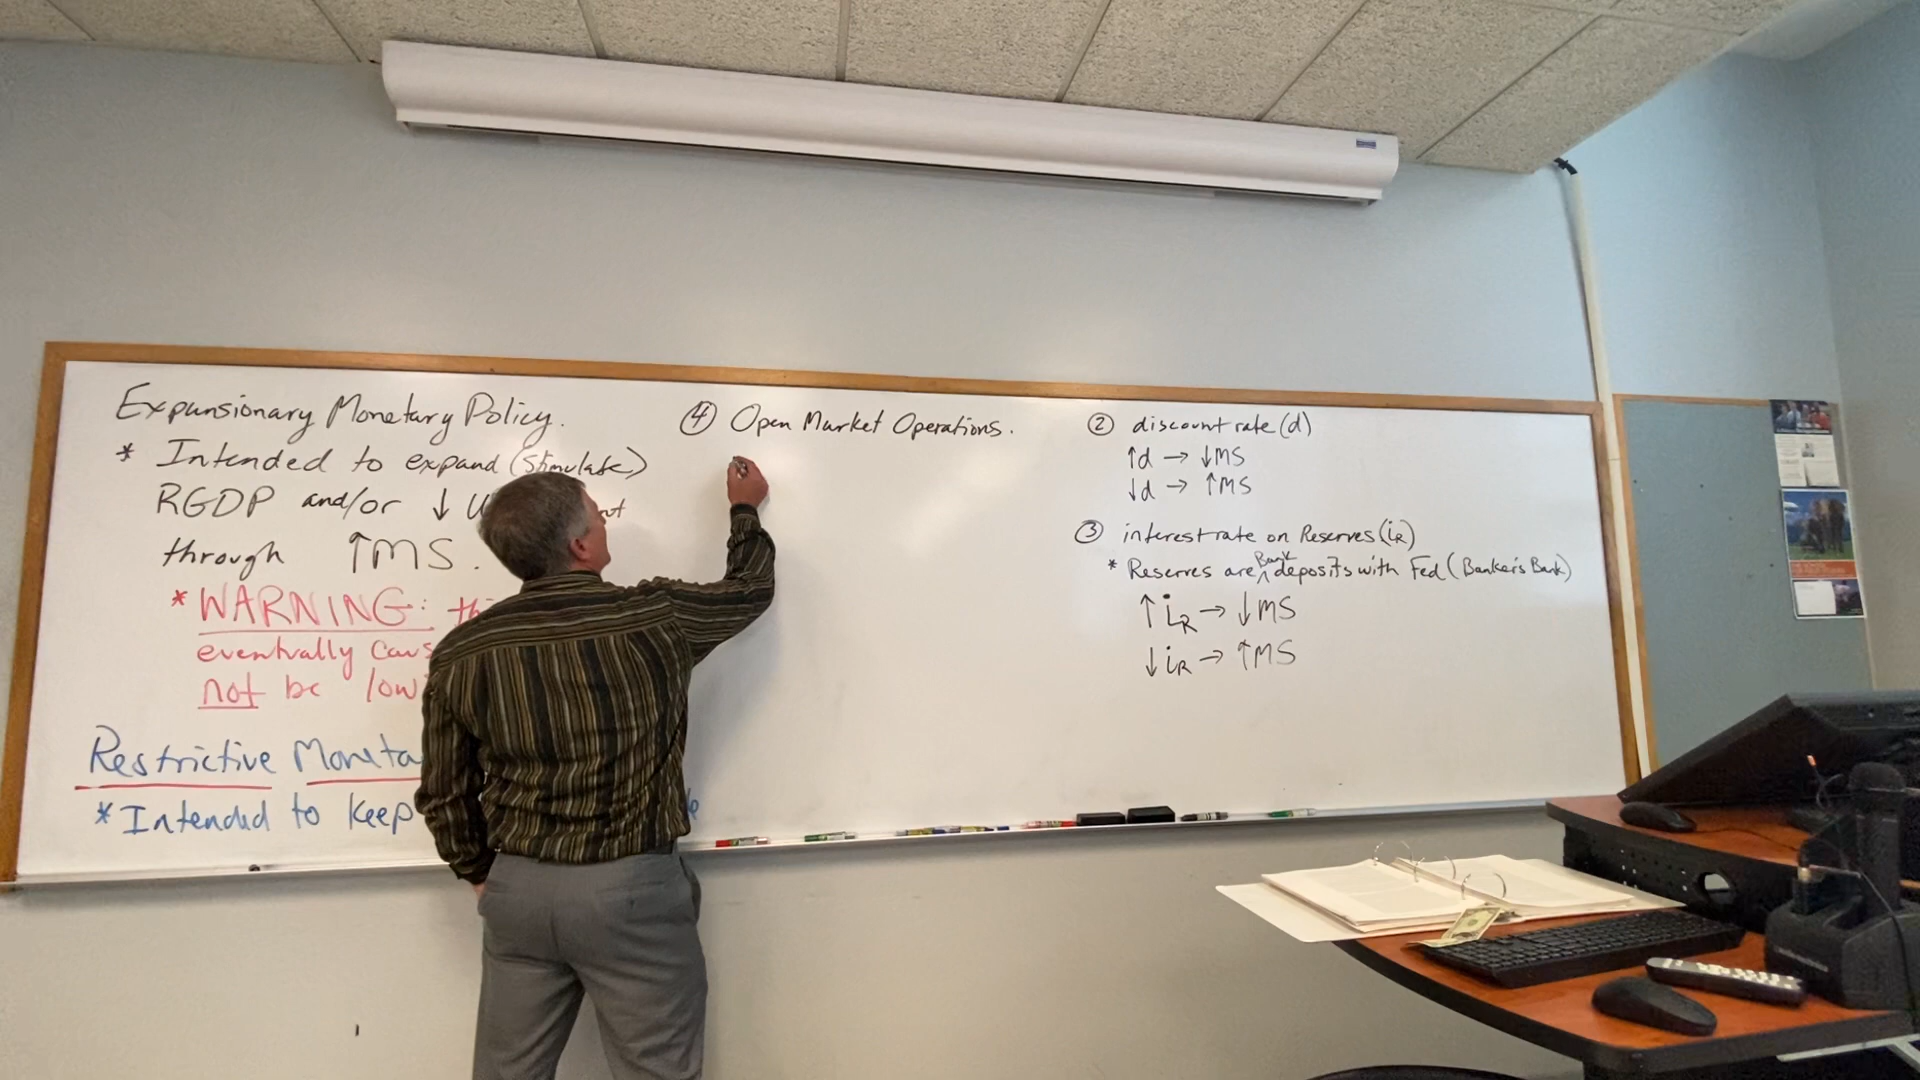 Expansionary Monetary Policy.
* Intended to expand (stimulate)
RGDP and/or ↓
through ↑MS.
* WARNING:
eventually
not be low
Restrictive
* Intended to keep
④ Open Market Operations.
② discount rate (d)
↑d → ↓MS
↓d → ↑MS
③ interest rate on Reserves (iR)
* Reserves are Bank deposits with Fed (Banker's Bank)
↑iR → ↓MS
↓iR → ↑MS